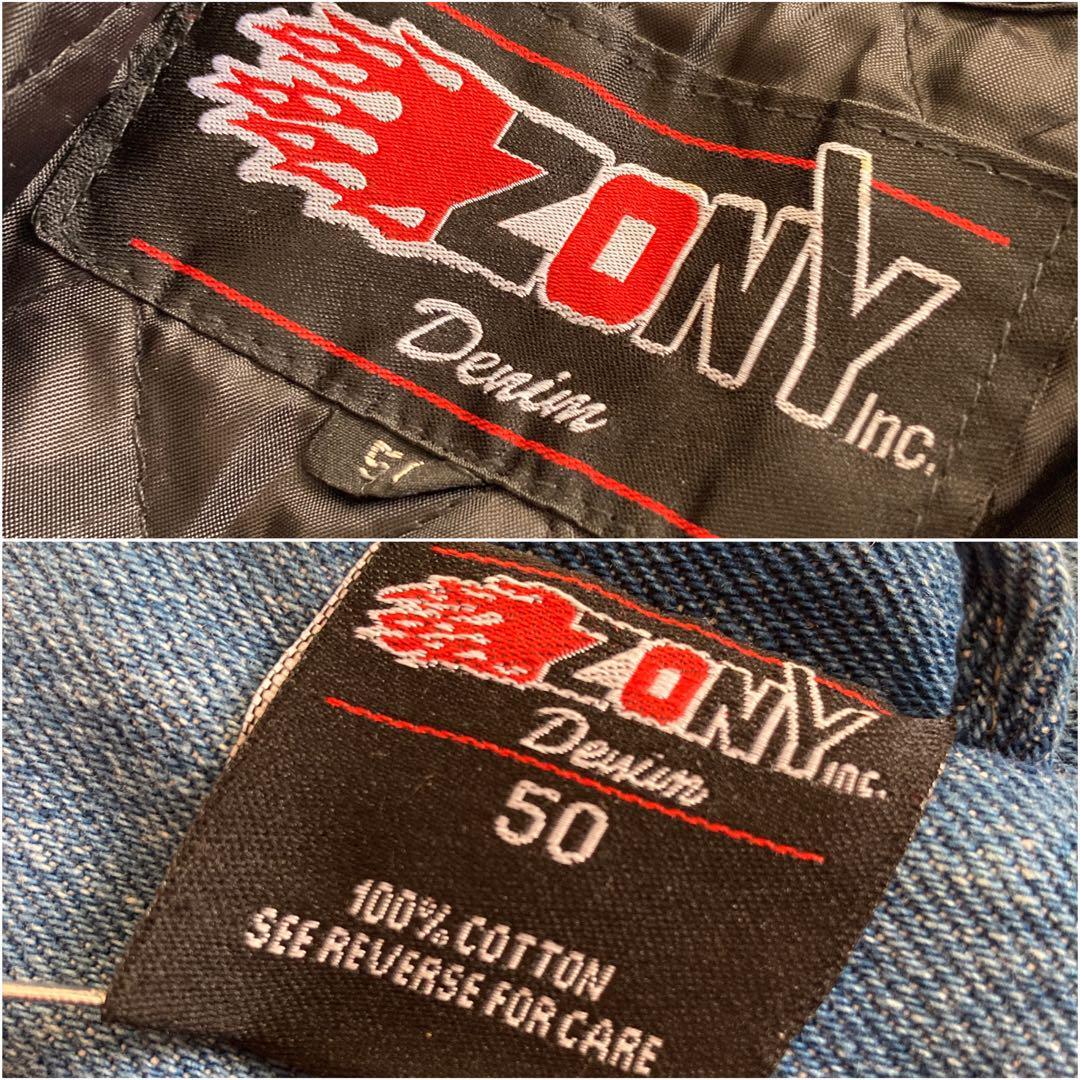 ZONY Inc.
Denim
ZONY INC.
Denim
50
100% COTTON
SEE REVERSE FOR CARE